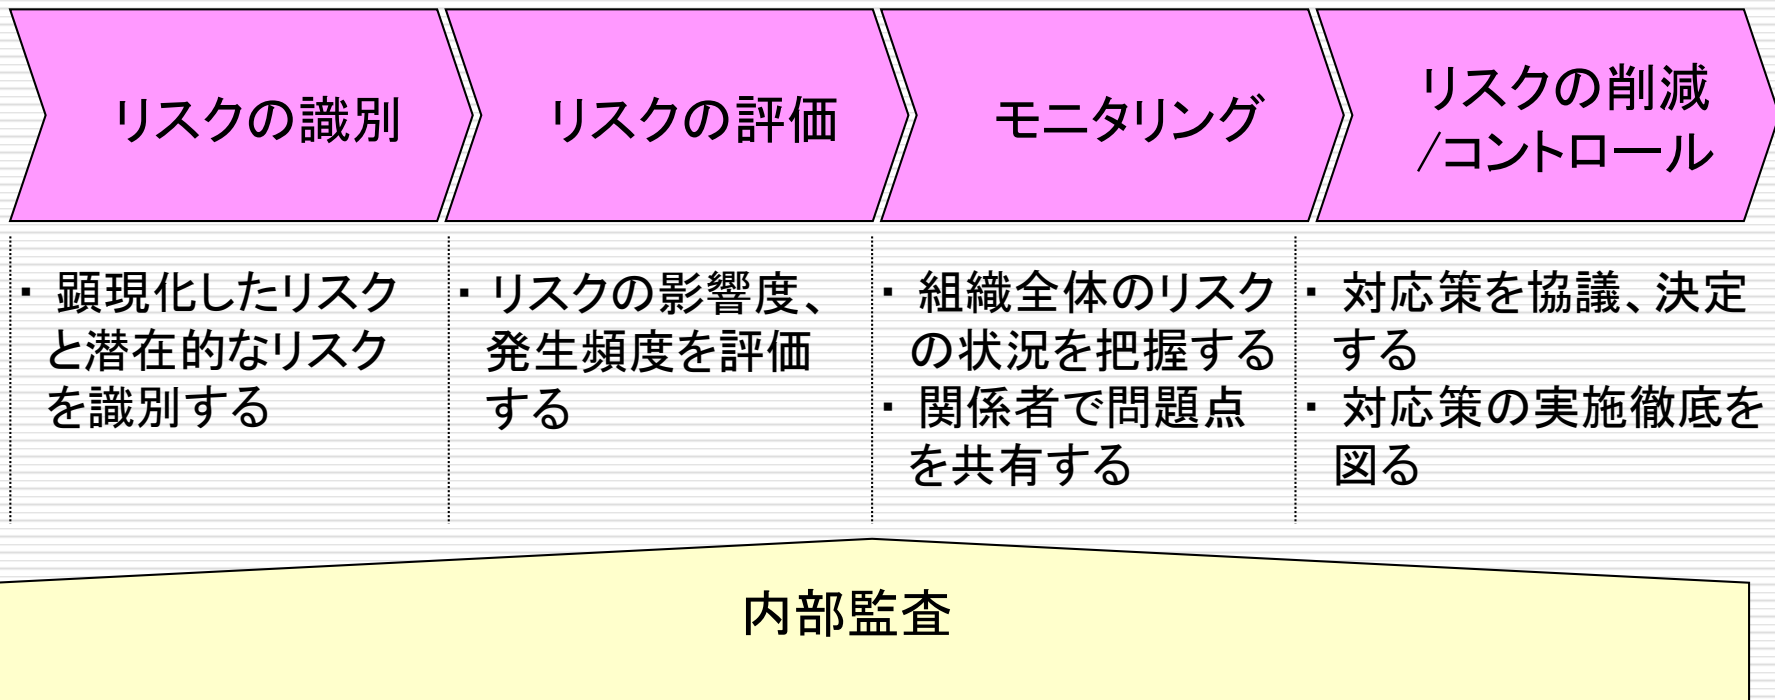 リスクの識別
リスクの評価
モニタリング
リスクの削減
/コントロール
・ 顕現化したリスク
と潜在的なリスク
を識別する
・ リスクの影響度、
発生頻度を評価
する
・ 組織全体のリスク
の状況を把握する
・ 関係者で問題点
を共有する
・ 対応策を協議、決定
する
・ 対応策の実施徹底を
図る
内部監査